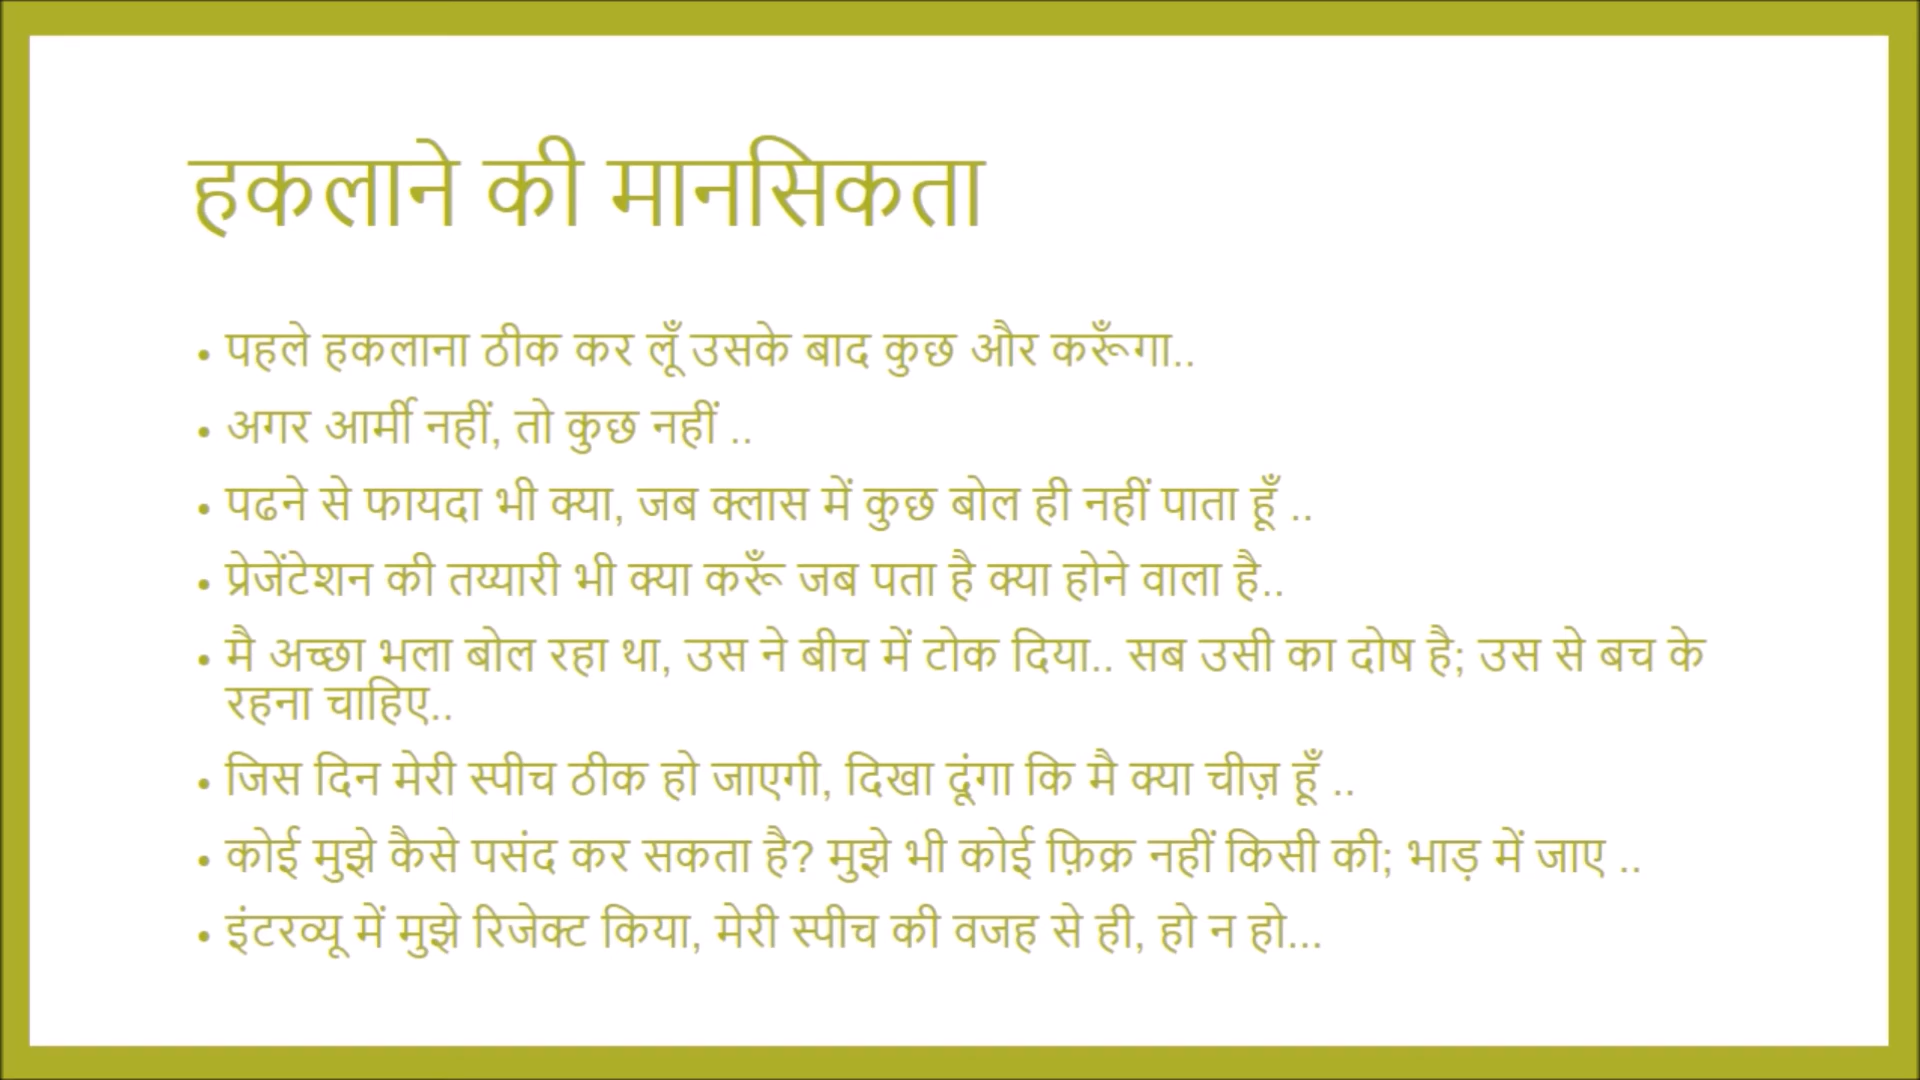 हकलाने की मानसिकता
• पहले हकलाना ठीक कर लूँ उसके बाद कुछ और करूँगा..
• अगर आर्मी नहीं, तो कुछ नहीं ..
• पढने से फायदा भी क्या, जब क्लास में कुछ बोल ही नहीं पाता हूँ ..
• प्रेजेंटेशन की तय्यारी भी क्या करूँ जब पता है क्या होने वाला है..
• मै अच्छा भला बोल रहा था, उस ने बीच में टोक दिया.. सब उसी का दोष है; उस से बच के
रहना चाहिए..
• जिस दिन मेरी स्पीच ठीक हो जाएगी, दिखा दूंगा कि मै क्या चीज़ हूँ ..
• कोई मुझे कैसे पसंद कर सकता है? मुझे भी कोई फ़िक्र नहीं किसी की; भाड़ में जाए ..
• इंटरव्यू में मुझे रिजेक्ट किया, मेरी स्पीच की वजह से ही, हो न हो...